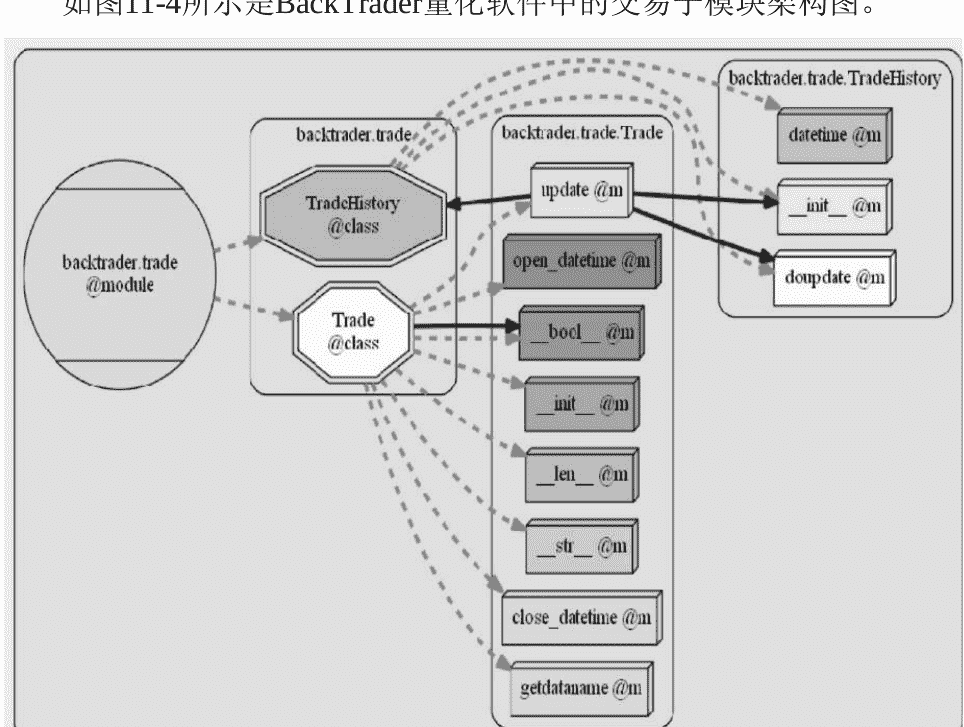 如图11-4所示是BackTrader量化软件中的交易子模块架构图。
backtrader.trade
@module
backtrader.trade
TradeHistory
@class
Trade
@class
backtrader.trade.Trade
update @m
open_datetime @m
__bool__ @m
__init__ @m
__len__ @m
__str__ @m
close_datetime @m
getdataname @m
backtrader.trade.TradeHistory
datetime @m
__init__ @m
doupdate @m